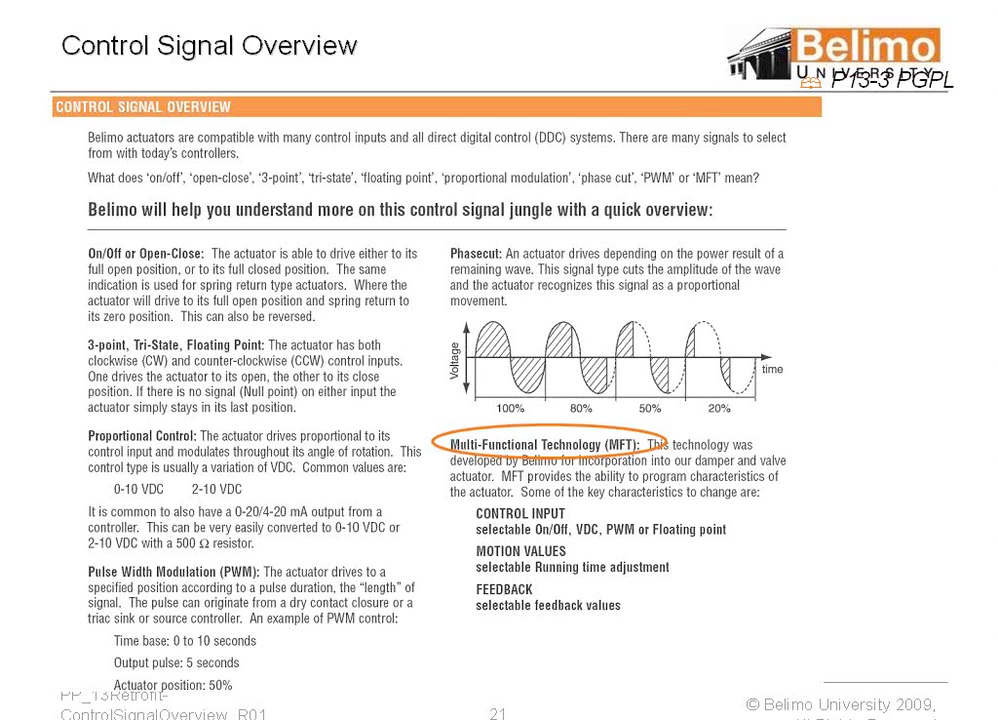 Control Signal Overview
Belimo
UNIVERSITY
P13-3 PGPL
CONTROL SIGNAL OVERVIEW
Belimo actuators are compatible with many control inputs and all direct digital control (DDC) systems. There are many signals to select
from with today's controllers.
What does 'on/off', 'open-close', '3-point', 'tri-state', 'floating point', 'proportional modulation', 'phase cut', 'PWM' or 'MFT' mean?
Belimo will help you understand more on this control signal jungle with a quick overview:
On/Off or Open-Close: The actuator is able to drive either to its
full open position, or to its full closed position. The same
indication is used for spring return type actuators. Where the
actuator will drive to its full open position and spring return to
its zero position. This can also be reversed.
3-point, Tri-State, Floating Point: The actuator has both
clockwise (CW) and counter-clockwise (CCW) control inputs.
One drives the actuator to its open, the other to its close
position. If there is no signal (Null point) on either input the
actuator simply stays in its last position.
Proportional Control: The actuator drives proportional to its
control input and modulates throughout its angle of rotation. This
control type is usually a variation of VDC. Common values are:
0-10 VDC 2-10 VDC
It is common to also have a 0-20/4-20 mA output from a
controller. This can be very easily converted to 0-10 VDC or
2-10 VDC with a 500 Ω resistor.
Pulse Width Modulation (PWM): The actuator drives to a
specified position according to a pulse duration, the "length" of
signal. The pulse can originate from a dry contact closure or a
triac sink or source controller. An example of PWM control:
Time base: 0 to 10 seconds
Output pulse: 5 seconds
Actuator position: 50%
Phasecut: An actuator drives depending on the power result of a
remaining wave. This signal type cuts the amplitude of the wave
and the actuator recognizes this signal as a proportional
movement.
Voltage
time
100% 80% 50% 20%
Multi-Functional Technology (MFT): This technology was
developed by Belimo for incorporation into our damper and valve
actuator. MFT provides the ability to program characteristics of
the actuator. Some of the key characteristics to change are:
CONTROL INPUT
selectable On/Off, VDC, PWM or Floating point
MOTION VALUES
selectable Running time adjustment
FEEDBACK
selectable feedback values
PP_13Retrofit-
ControlSignalOverview_R01
21
© Belimo University 2009,